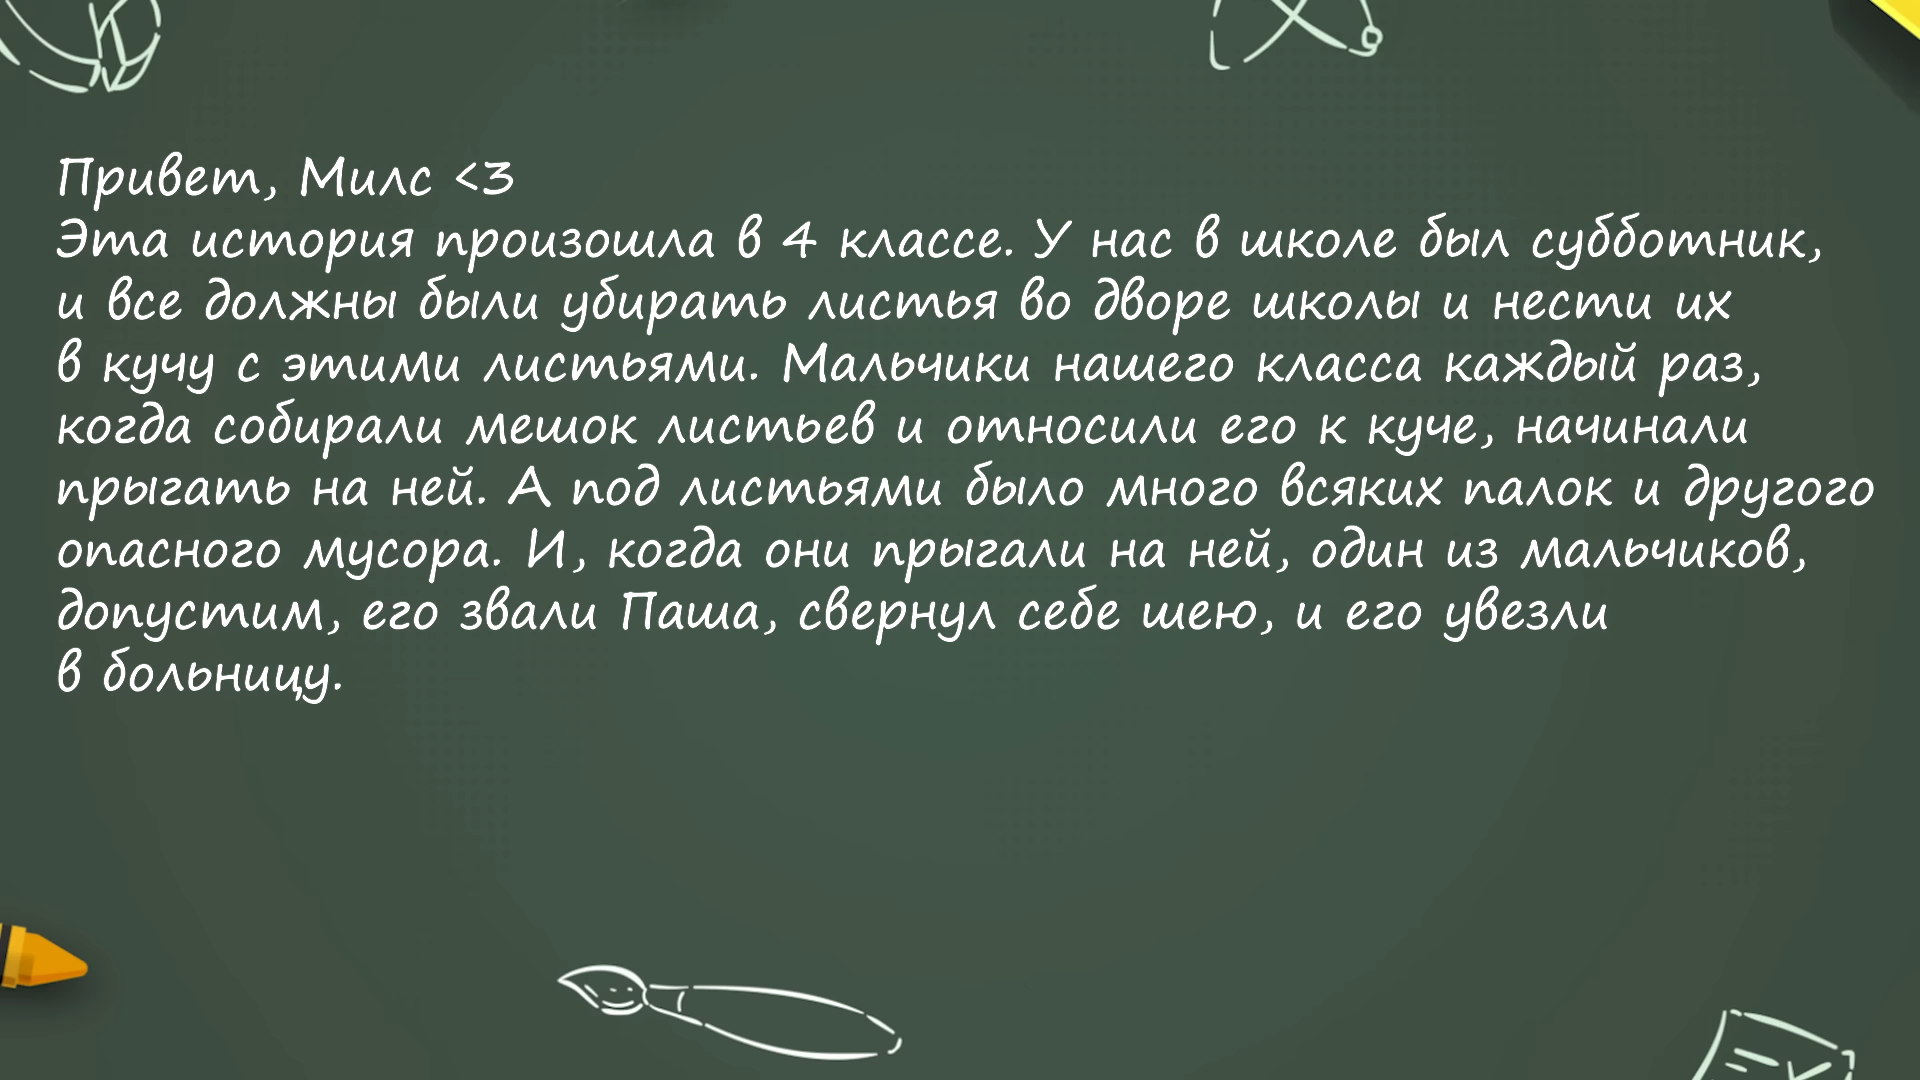 Привет, Милс <3
Эта история произошла в 4 классе. У нас в школе был субботник,
и все должны были убирать листья во дворе школы и нести их
в кучу с этими листьями. Мальчики нашего класса каждый раз,
когда собирали мешок листьев и относили его к куче, начинали
прыгать на ней. А под листьями было много всяких палок и другого
опасного мусора. И, когда они прыгали на ней, один из мальчиков,
допустим, его звали Паша, свернул себе шею, и его увезли
в больницу.